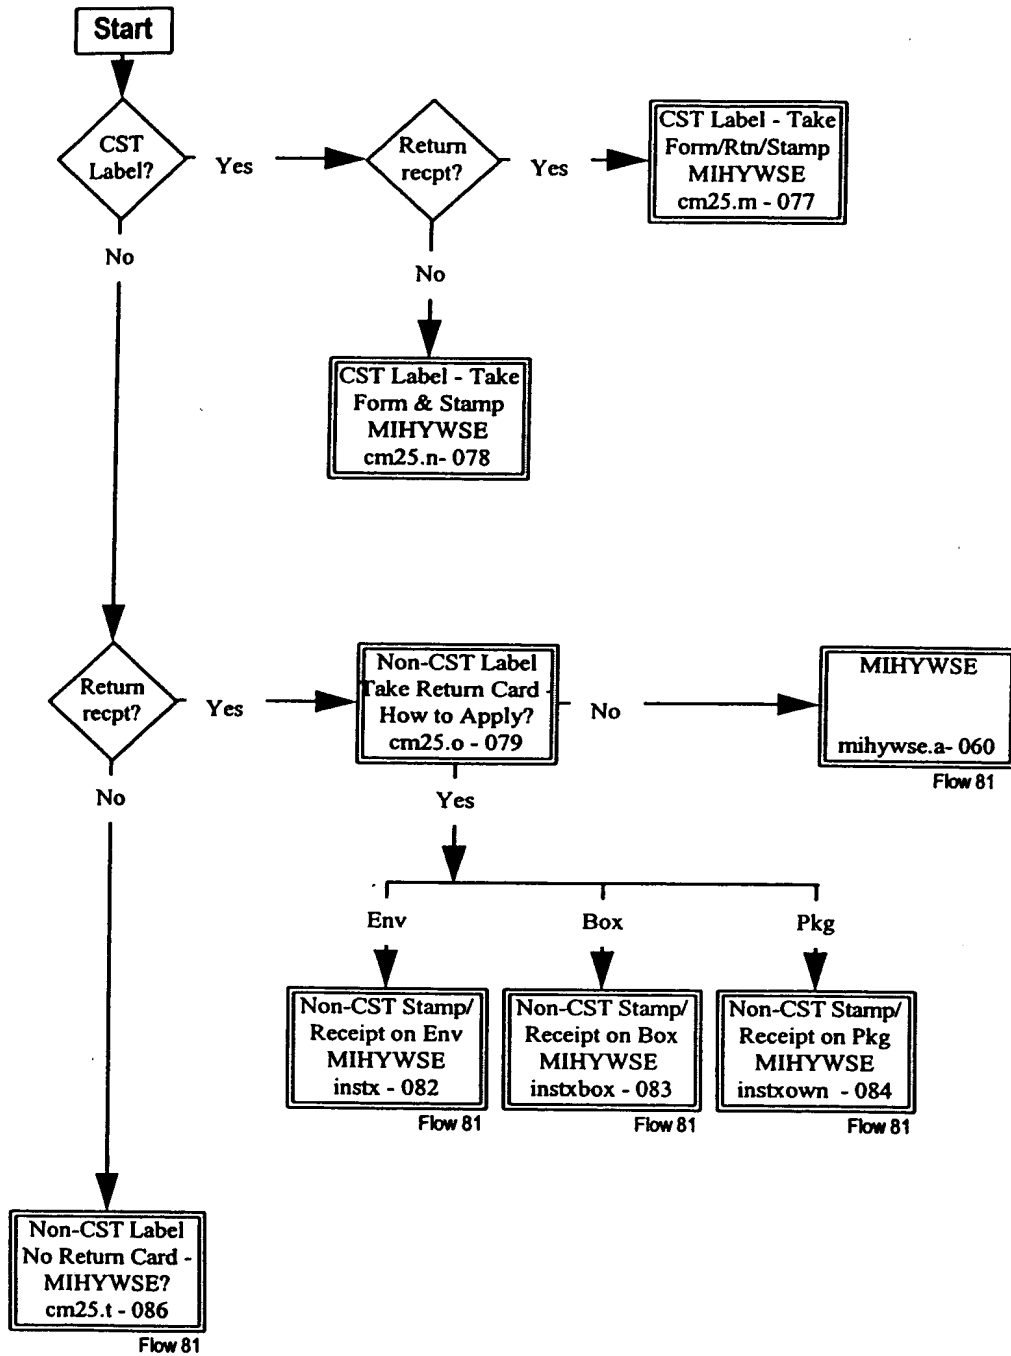 Start
CST
Label?
Yes
Return
recpt?
Yes
CST Label - Take
Form/Rtn/Stamp
MIHYWSE
cm25.m - 077
No
No
CST Label - Take
Form & Stamp
MIHYWSE
cm25.n- 078
Return
recpt?
Yes
Non-CST Label
Take Return Card -
How to Apply?
cm25.o - 079
No
MIHYWSE
mihywse.a- 060
Flow 81
No
Yes
Env
Box
Pkg
Non-CST Stamp/
Receipt on Env
MIHYWSE
instx - 082
Flow 81
Non-CST Stamp/
Receipt on Box
MIHYWSE
instxbox - 083
Flow 81
Non-CST Stamp/
Receipt on Pkg
MIHYWSE
instxown - 084
Flow 81
Non-CST Label
No Return Card -
MIHYWSE?
cm25.t - 086
Flow 81